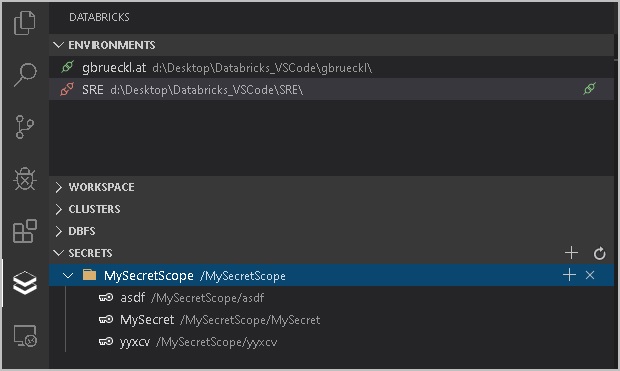 DATABRICKS
ENVIRONMENTS
gbrueckl.at d:\Desktop\Databricks_VSCode\gbrueckl\
SRE d:\Desktop\Databricks_VSCode\SRE\
WORKSPACE
CLUSTERS
DBFS
SECRETS
MySecretScope /MySecretScope
asdf /MySecretScope/asdf
MySecret /MySecretScope/MySecret
yyxcv /MySecretScope/yyxcv